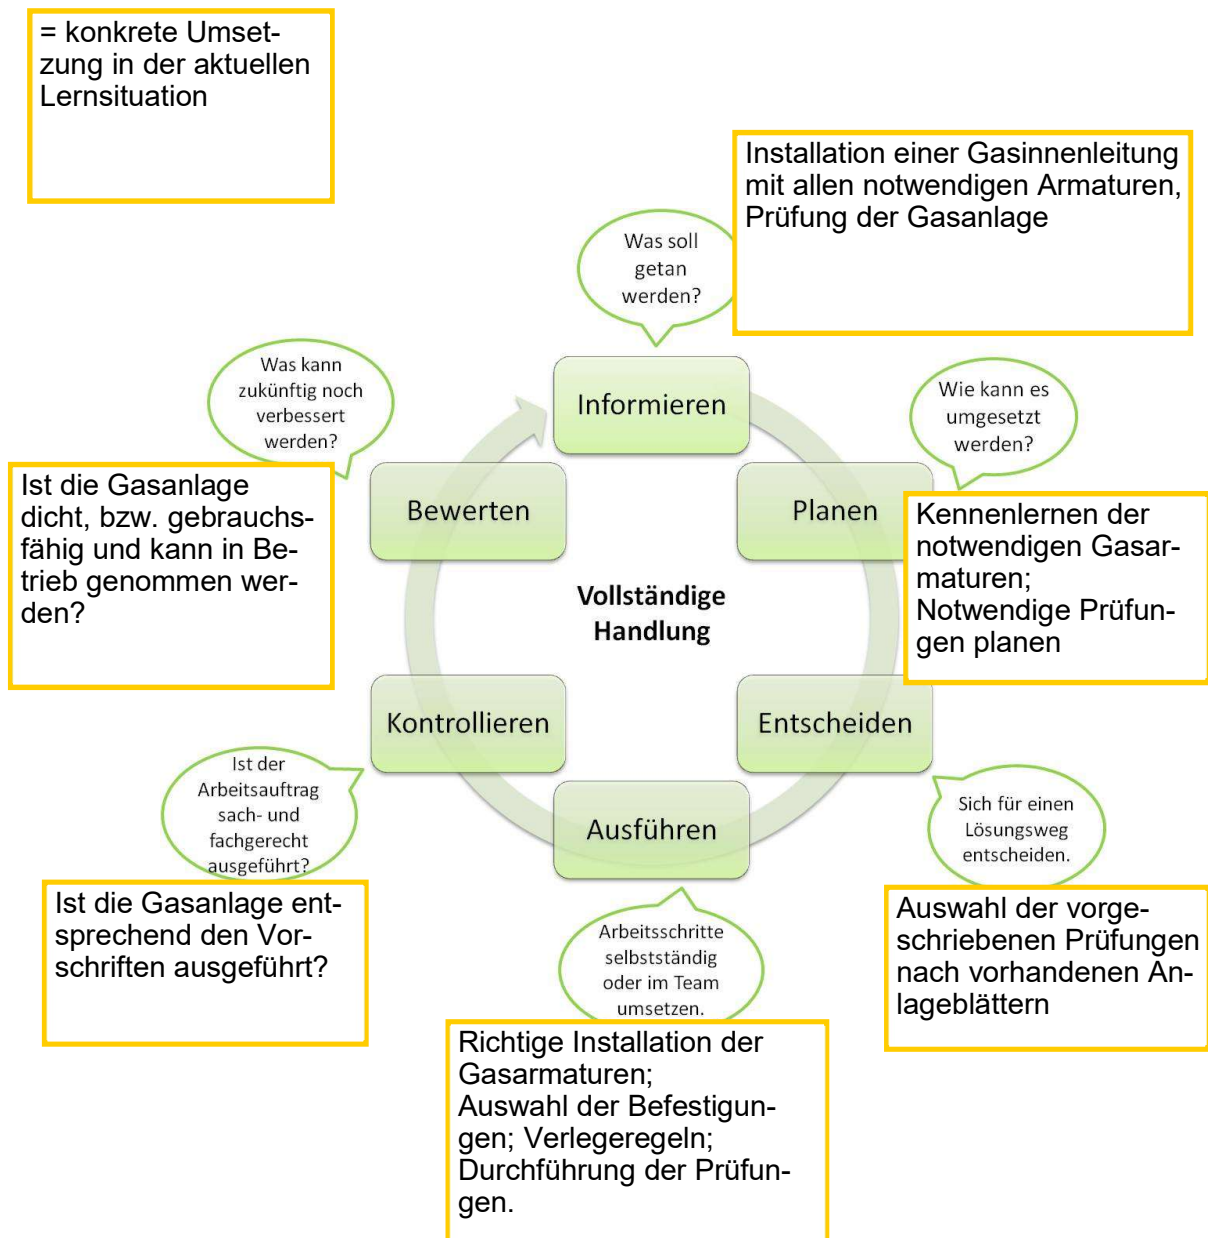 = konkrete Umset-
zung in der aktuellen
Lernsituation
Installation einer Gasinnenleitung
mit allen notwendigen Armaturen,
Prüfung der Gasanlage
Was soll
getan
werden?
Informieren
Wie kann es
umgesetzt
werden?
Planen
Kennenlernen der
notwendigen Gasar-
maturen;
Notwendige Prüfun-
gen planen
Entscheiden
Sich für einen
Lösungsweg
entscheiden.
Auswahl der vorge-
schriebenen Prüfungen
nach vorhandenen An-
lageblättern
Ausführen
Arbeitsschritte
selbstständig
oder im Team
umsetzen.
Richtige Installation der
Gasarmaturen;
Auswahl der Befestigun-
gen; Verlegeregeln;
Durchführung der Prüfun-
gen.
Kontrollieren
Ist der
Arbeitsauftrag
sach- und
fachgerecht
ausgeführt?
Ist die Gasanlage ent-
sprechend den Vor-
schriften ausgeführt?
Bewerten
Was kann
zukünftig noch
verbessert
werden?
Ist die Gasanlage
dicht, bzw. gebrauchs-
fähig und kann in Be-
trieb genommen wer-
den?
Vollständige
Handlung